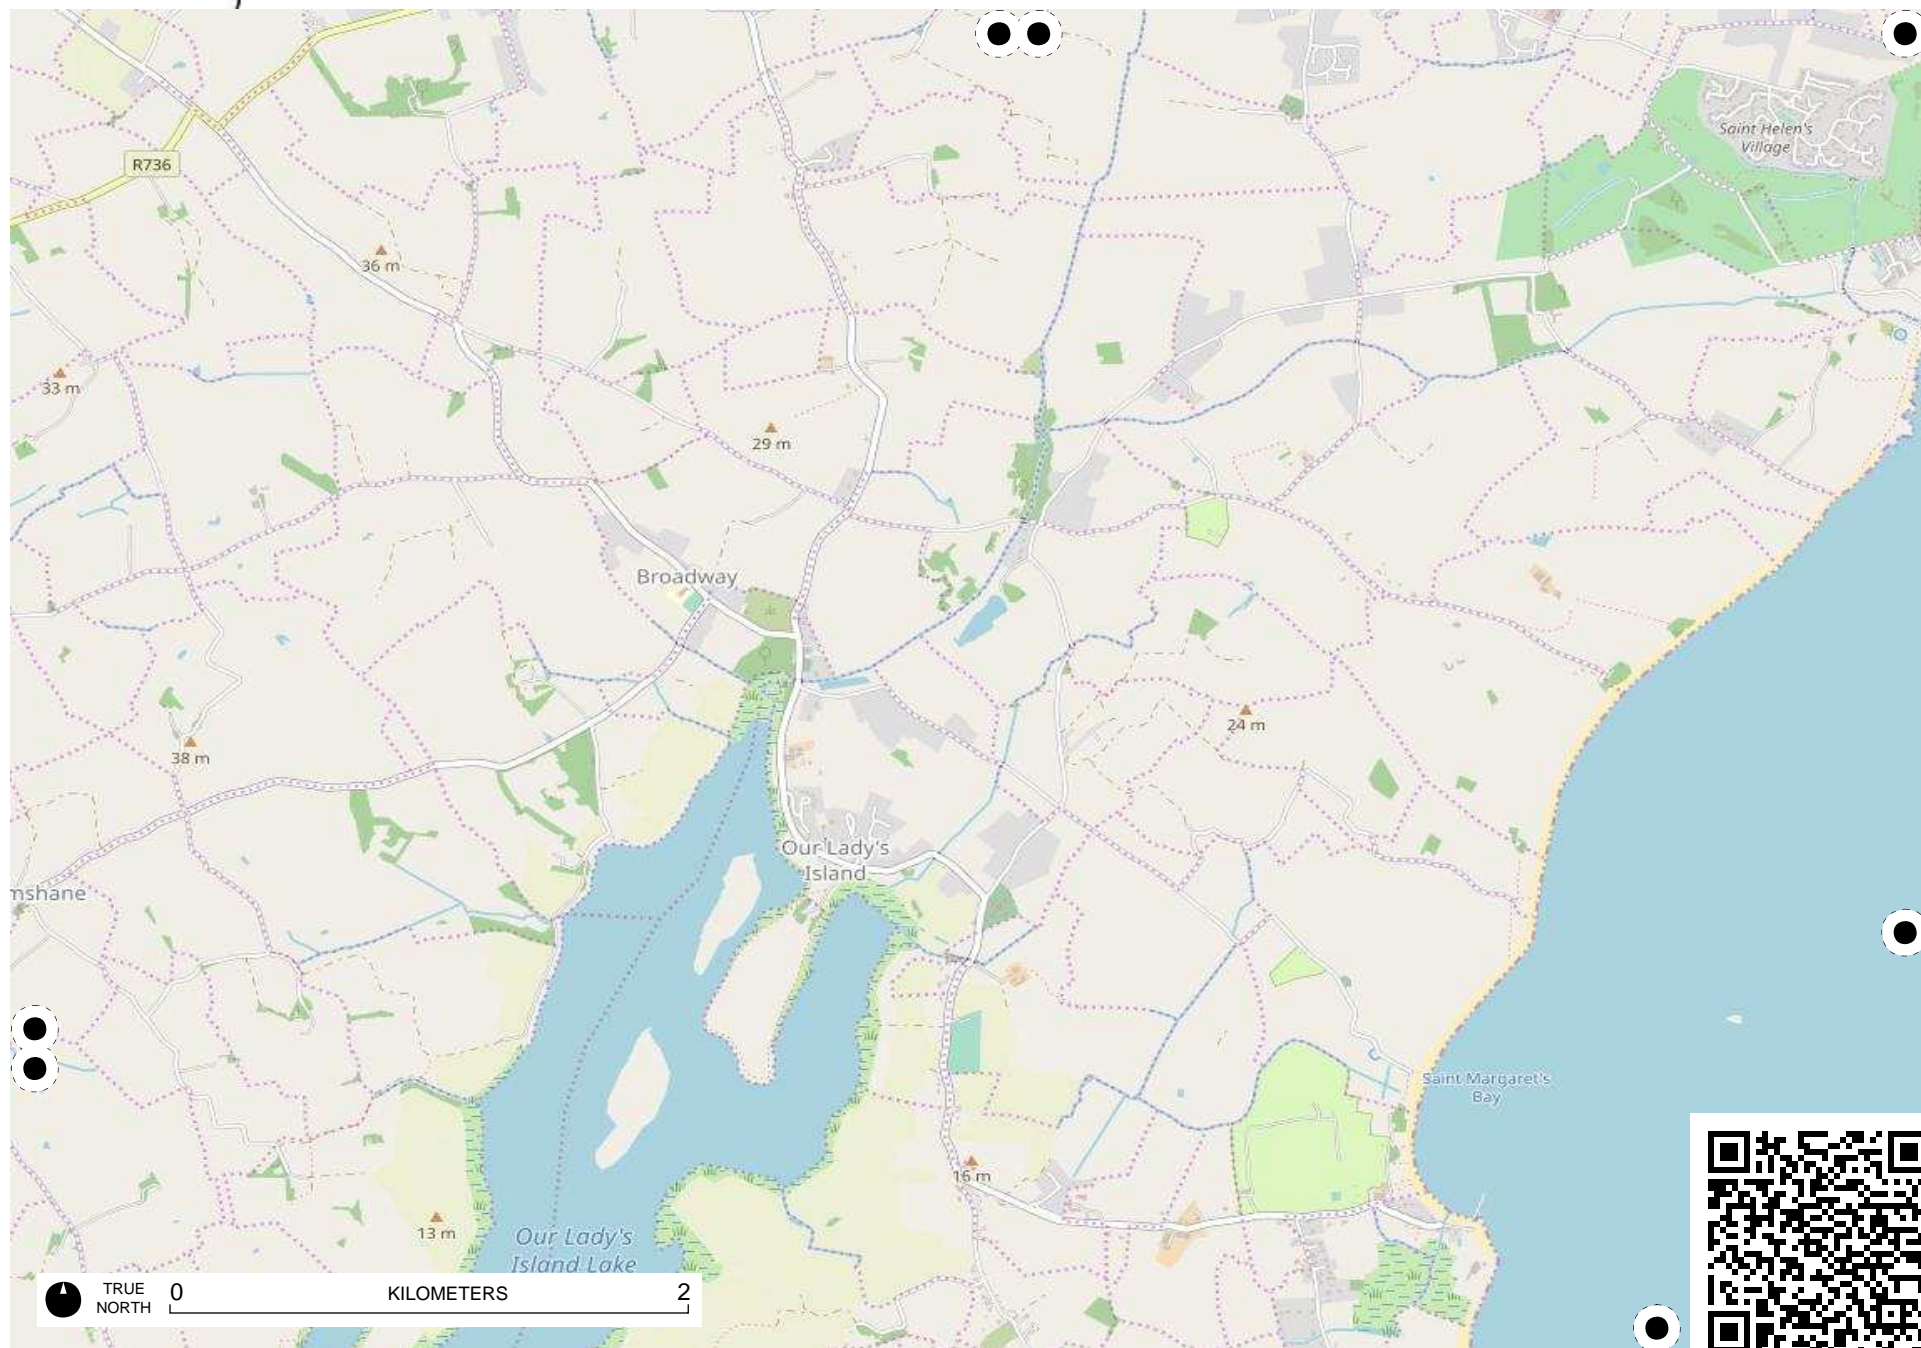 Saint Helen's
Village
R736
36 m
33 m
29 m
Broadway
24 m
38 m
Our Lady's
Island
mshane
Saint Margaret's
Bay
16 m
13 m
Our Lady's
Island Lake
TRUE
NORTH
0
KILOMETERS
2